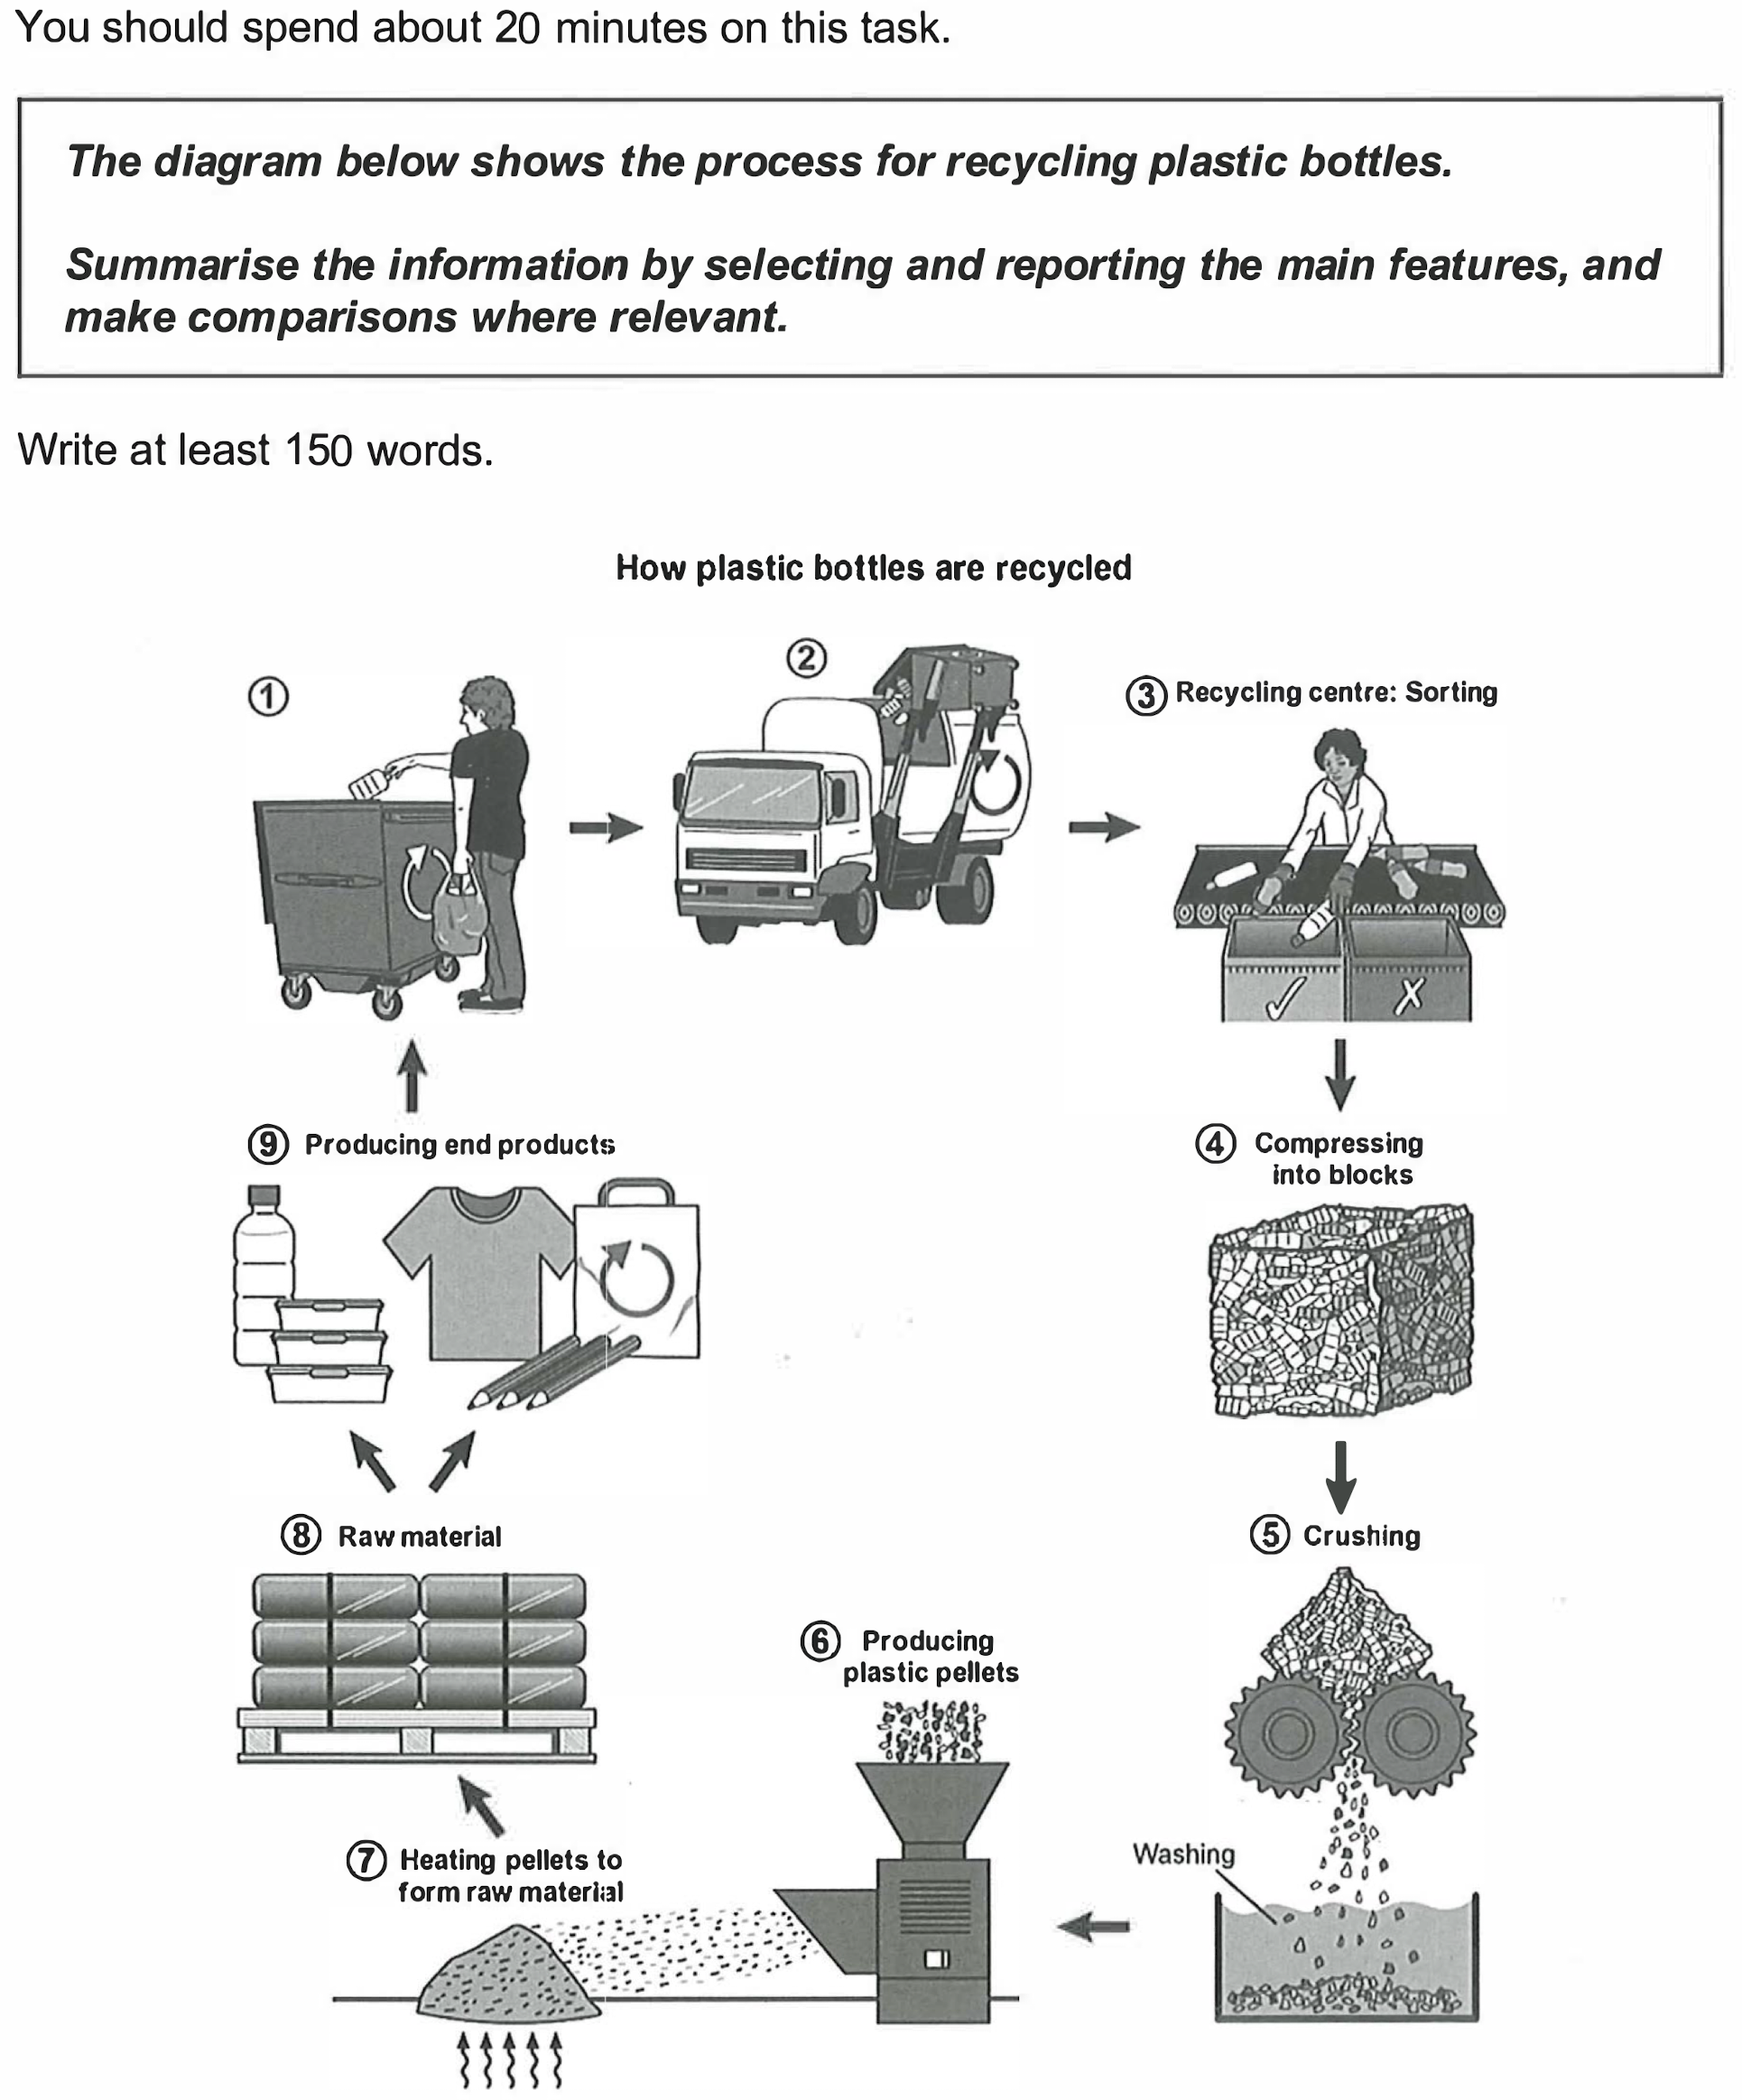 You should spend about 20 minutes on this task.
The diagram below shows the process for recycling plastic bottles.
Summarise the information by selecting and reporting the main features, and
make comparisons where relevant.
Write at least 150 words.
How plastic bottles are recycled
①
②
③ Recycling centre: Sorting
⑨ Producing end products
④ Compressing
into blocks
⑧ Raw material
⑤ Crushing
⑥ Producing
plastic pellets
⑦ Heating pellets to
form raw material
Washing